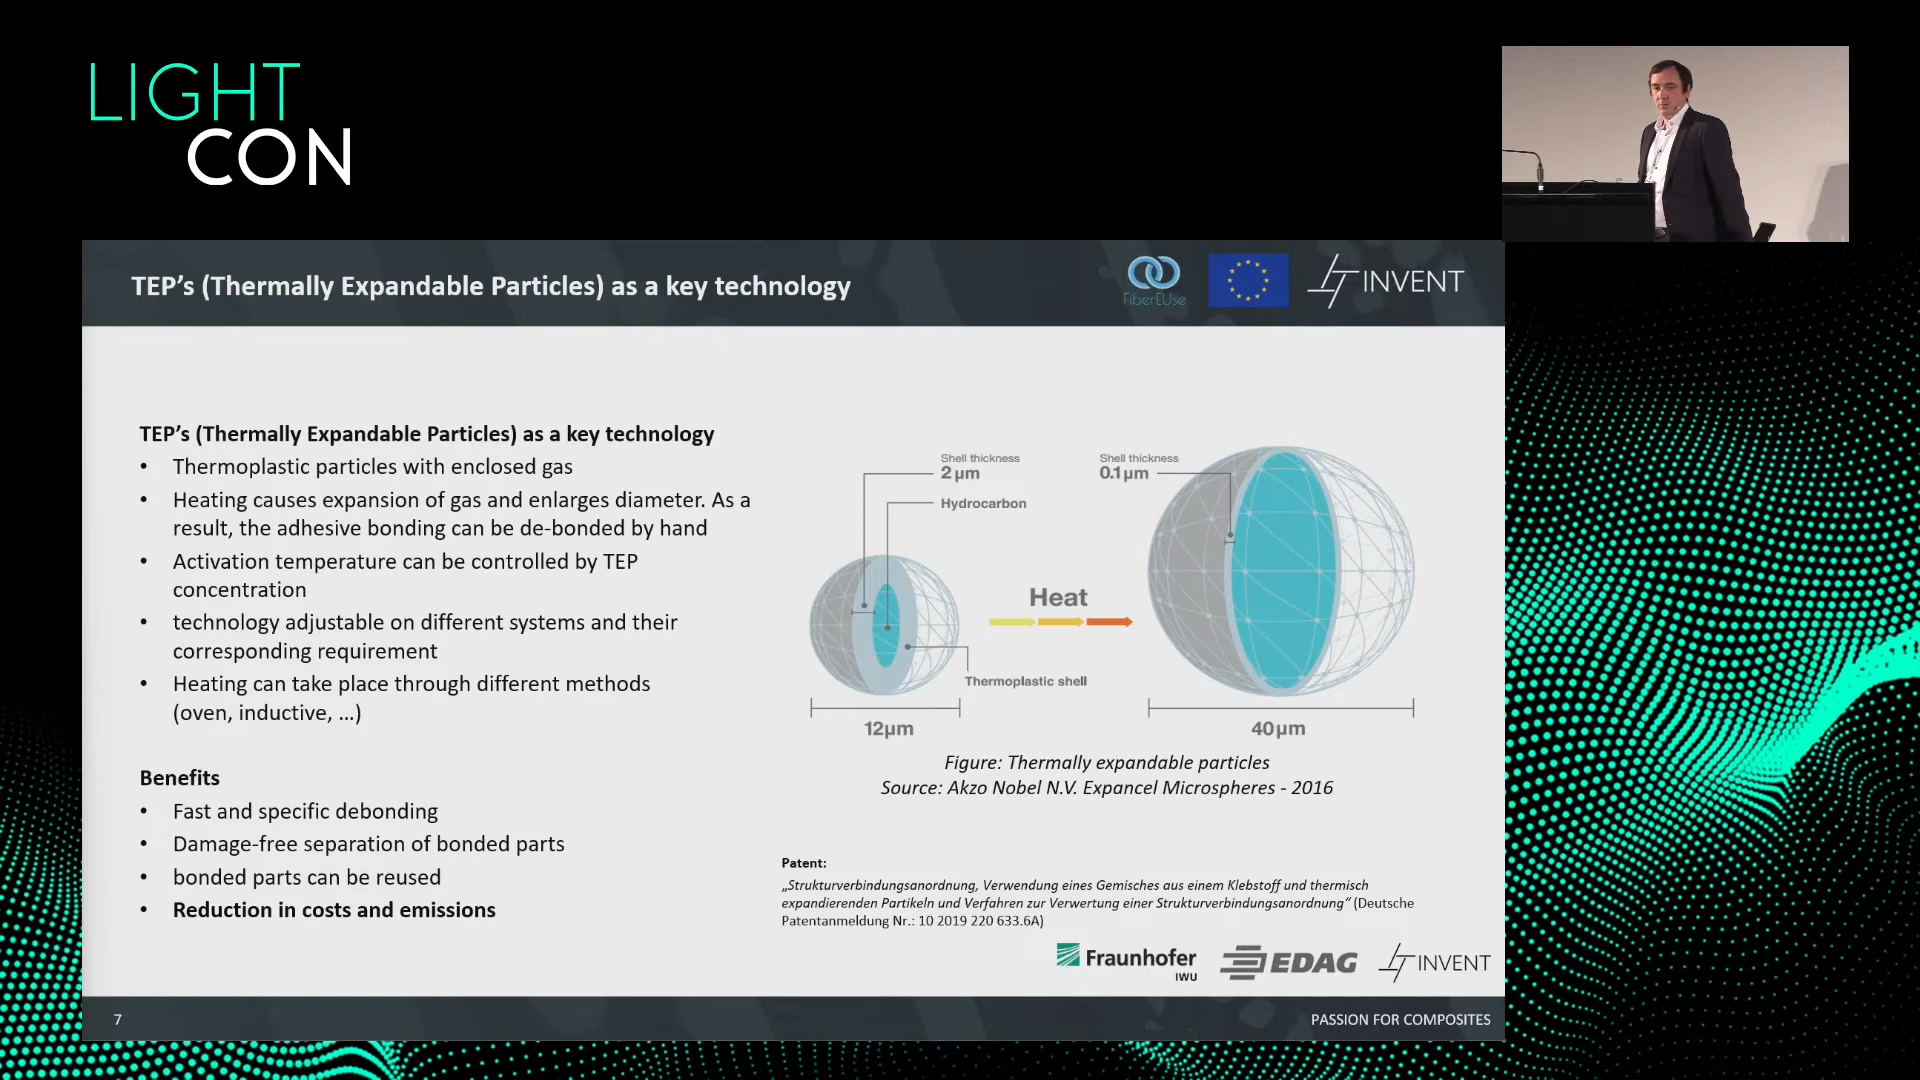 LIGHT
CON
TEP’s (Thermally Expandable Particles) as a key technology
FiberEUse
INVENT
TEP’s (Thermally Expandable Particles) as a key technology
• Thermoplastic particles with enclosed gas
• Heating causes expansion of gas and enlarges diameter. As a
result, the adhesive bonding can be de-bonded by hand
• Activation temperature can be controlled by TEP
concentration
• technology adjustable on different systems and their
corresponding requirement
• Heating can take place through different methods
(oven, inductive, …)
Benefits
• Fast and specific debonding
• Damage-free separation of bonded parts
• bonded parts can be reused
• Reduction in costs and emissions
Shell thickness
2 µm
Hydrocarbon
Shell thickness
0.1 µm
Heat
Thermoplastic shell
12µm
40µm
Figure: Thermally expandable particles
Source: Akzo Nobel N.V. Expancel Microspheres - 2016
Patent:
„Strukturverbindungsanordnung, Verwendung eines Gemisches aus einem Klebstoff und thermisch
expandierenden Partikeln und Verfahren zur Verwertung einer Strukturverbindungsanordnung“ (Deutsche
Patentanmeldung Nr.: 10 2019 220 633.6A)
Fraunhofer
IWU
EDAG
INVENT
7
PASSION FOR COMPOSITES